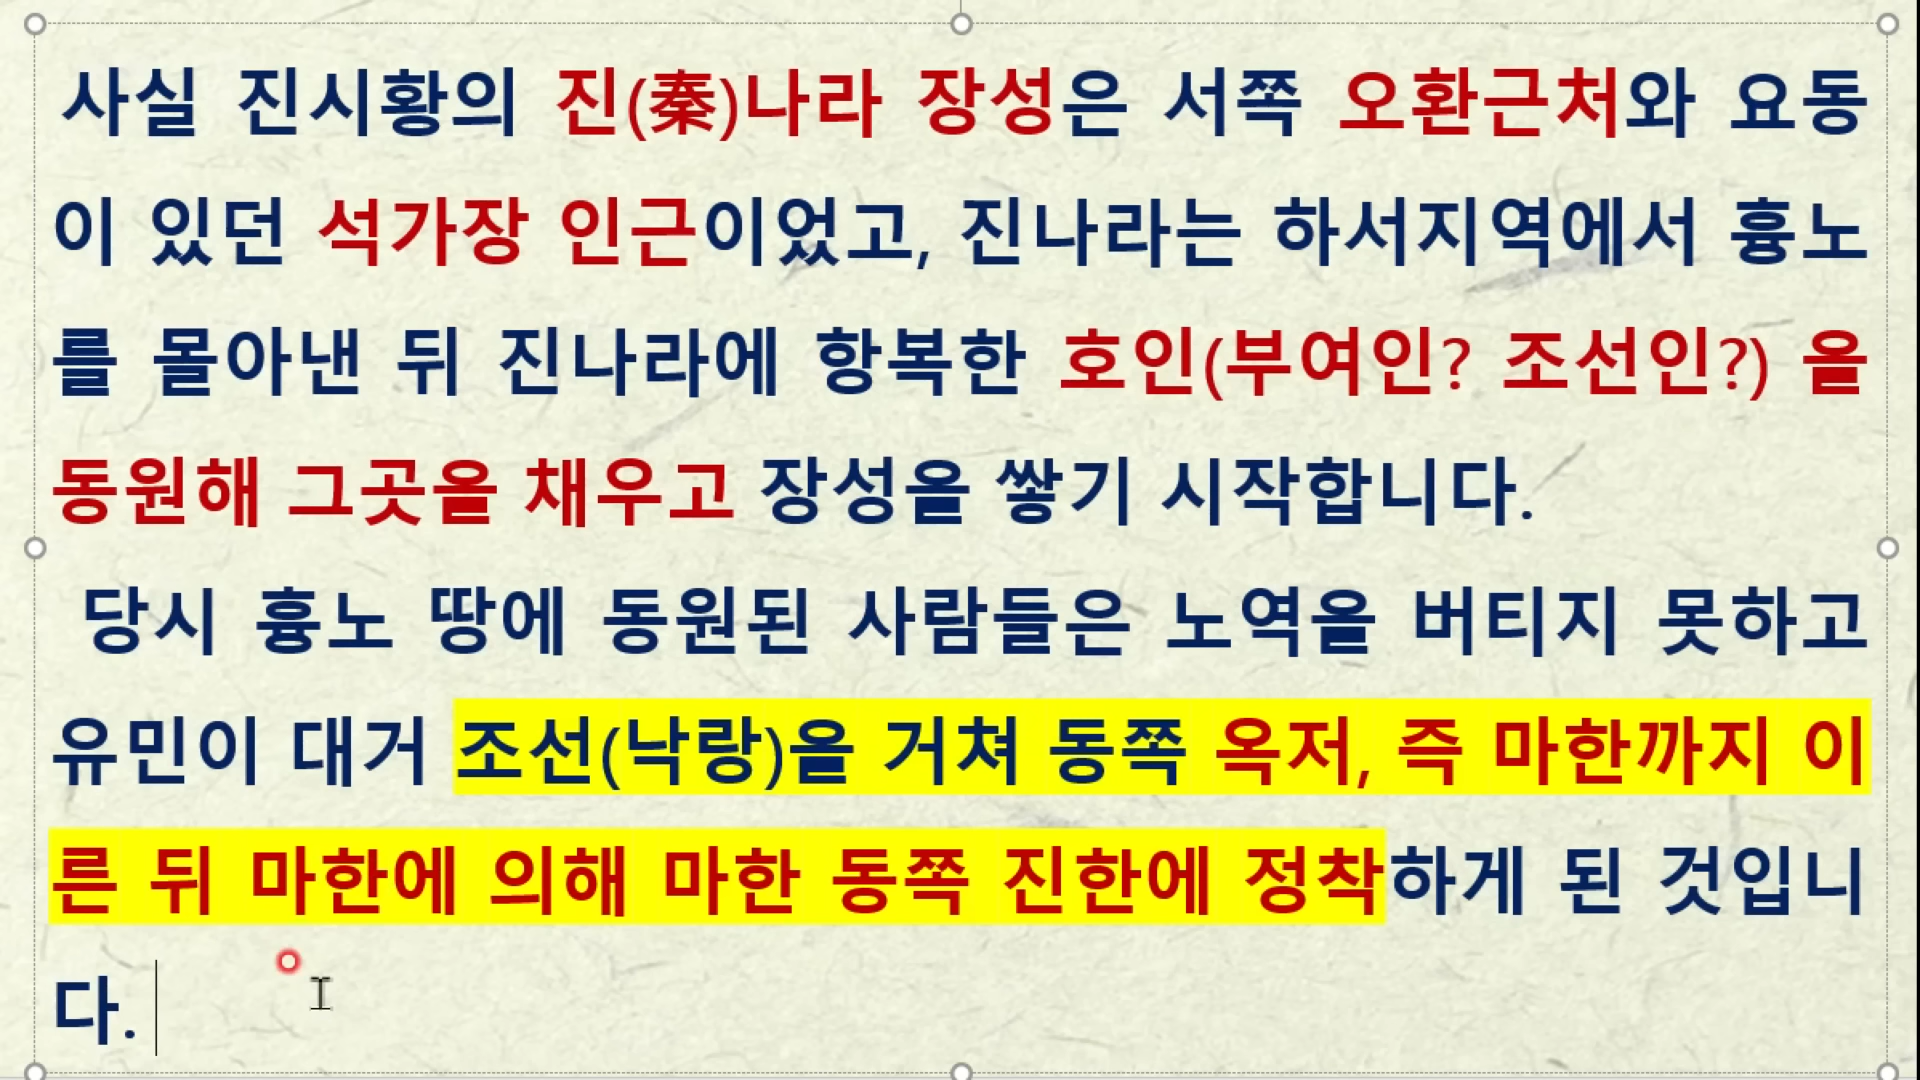 사실 진시황의 진(秦)나라 장성은 서쪽 오환근처와 요동
이 있던 석가장 인근이었고, 진나라는 하서지역에서 흉노
를 몰아낸 뒤 진나라에 항복한 호인(부여인? 조선인?) 을
동원해 그곳을 채우고 장성을 쌓기 시작합니다.
당시 흉노 땅에 동원된 사람들은 노역을 버티지 못하고
유민이 대거 조선(낙랑)을 거쳐 동쪽 옥저, 즉 마한까지 이
른 뒤 마한에 의해 마한 동쪽 진한에 정착하게 된 것입니
다.